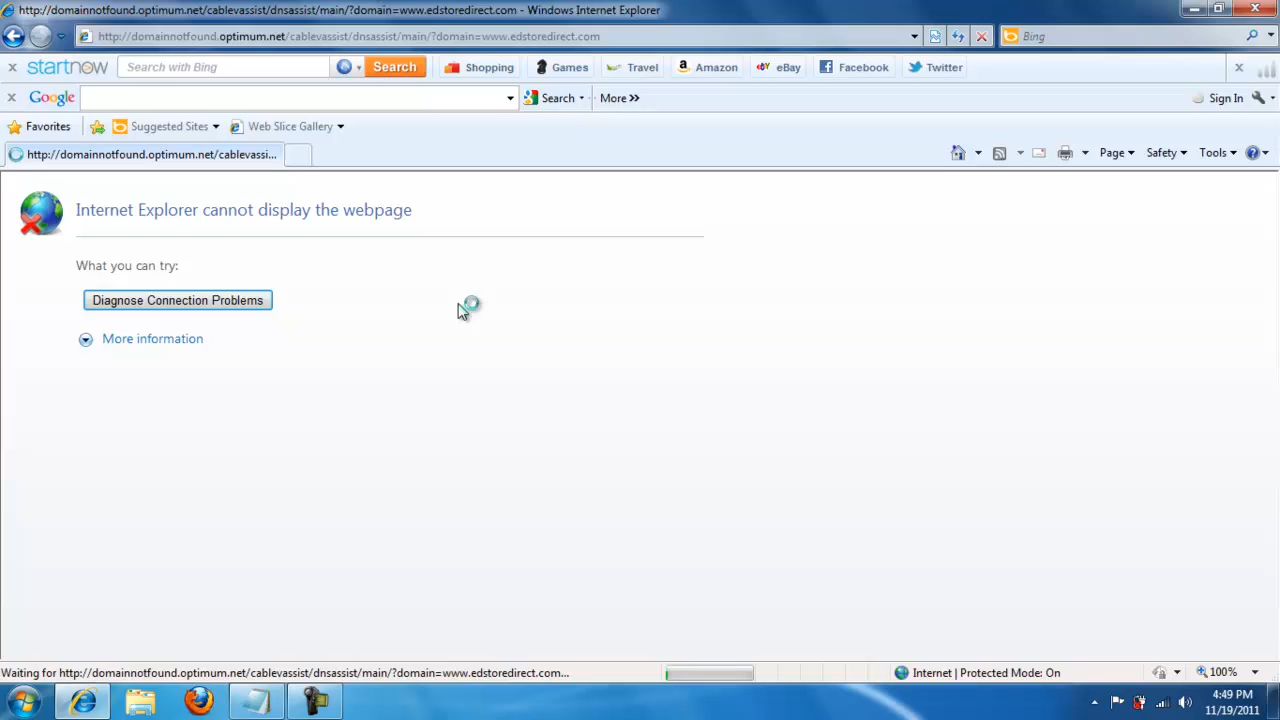 http://domainnotfound.optimum.net/cablevassist/dnsassist/main/?domain=www.edstoredirect.com - Windows Internet Explorer
http://domainnotfound.optimum.net/cablevassist/dnsassist/main/?domain=www.edstoredirect.com
Bing
startnow
Search with Bing
Search
Shopping
Games
Travel
Amazon
eBay
Facebook
Twitter
Google
Search
More »
Sign In
Favorites
Suggested Sites
Web Slice Gallery
http://domainnotfound.optimum.net/cablevassi...
Page
Safety
Tools
Internet Explorer cannot display the webpage
What you can try:
Diagnose Connection Problems
More information
Waiting for http://domainnotfound.optimum.net/cablevassist/dnsassist/main/?domain=www.edstoredirect.com...
Internet | Protected Mode: On
100%
4:49 PM
11/19/2011